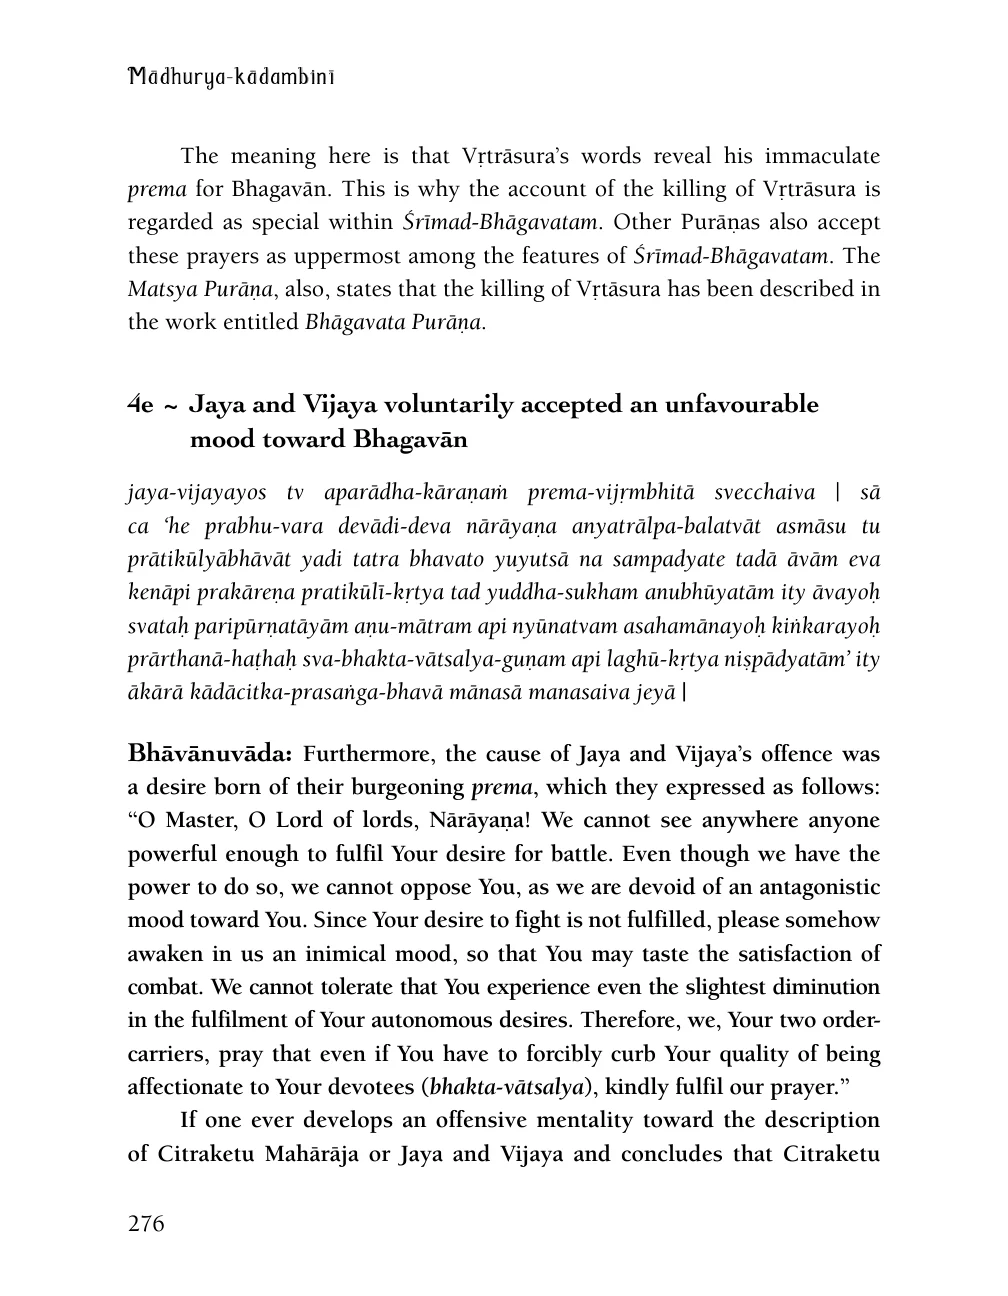 Mādhurya-kādambinī
The meaning here is that Vṛtrāsura’s words reveal his immaculate
prema for Bhagavān. This is why the account of the killing of Vṛtrāsura is
regarded as special within Śrīmad-Bhāgavatam. Other Purāṇas also accept
these prayers as uppermost among the features of Śrīmad-Bhāgavatam. The
Matsya Purāṇa, also, states that the killing of Vṛtāsura has been described in
the work entitled Bhāgavata Purāṇa.
4e ~ Jaya and Vijaya voluntarily accepted an unfavourable
mood toward Bhagavān
jaya-vijayayos tv aparādha-kāraṇaṁ prema-vijṛmbhitā svecchaiva | sā
ca ‘he prabhu-vara devādi-deva nārāyaṇa anyatrālpa-balatvāt asmāsu tu
prātikūlyābhāvāt yadi tatra bhavato yuyutsā na sampadyate tadā āvām eva
kenāpi prakāreṇa pratikūlī-kṛtya tad yuddha-sukham anubhūyatām ity āvayoḥ
svataḥ paripūrṇatāyām aṇu-mātram api nyūnatvam asahamānayoḥ kiṅkarayoḥ
prārthanā-haṭhaḥ sva-bhakta-vātsalya-guṇam api laghū-kṛtya niṣpādyatām’ ity
ākārā kādācitka-prasaṅga-bhavā mānasā manasaiva jeyā |
Bhāvānuvāda: Furthermore, the cause of Jaya and Vijaya’s offence was
a desire born of their burgeoning prema, which they expressed as follows:
“O Master, O Lord of lords, Nārāyaṇa! We cannot see anywhere anyone
powerful enough to fulfil Your desire for battle. Even though we have the
power to do so, we cannot oppose You, as we are devoid of an antagonistic
mood toward You. Since Your desire to fight is not fulfilled, please somehow
awaken in us an inimical mood, so that You may taste the satisfaction of
combat. We cannot tolerate that You experience even the slightest diminution
in the fulfilment of Your autonomous desires. Therefore, we, Your two order-
carriers, pray that even if You have to forcibly curb Your quality of being
affectionate to Your devotees (bhakta-vātsalya), kindly fulfil our prayer.”
If one ever develops an offensive mentality toward the description
of Citraketu Mahārāja or Jaya and Vijaya and concludes that Citraketu
276